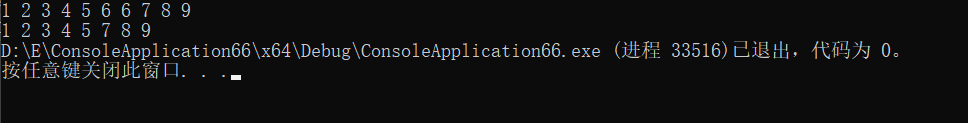 1 2 3 4 5 6 6 7 8 9
1 2 3 4 5 7 8 9
D:\E\ConsoleApplication66\x64\Debug\ConsoleApplication66.exe (进程 33516)已退出，代码为 0。
按任意键关闭此窗口. . .